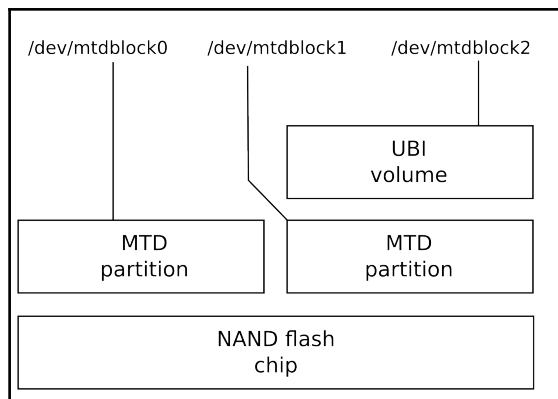 /dev/mtdblock0 /dev/mtdblock1 /dev/mtdblock2
UBI
volume
MTD
partition
MTD
partition
NAND flash
chip